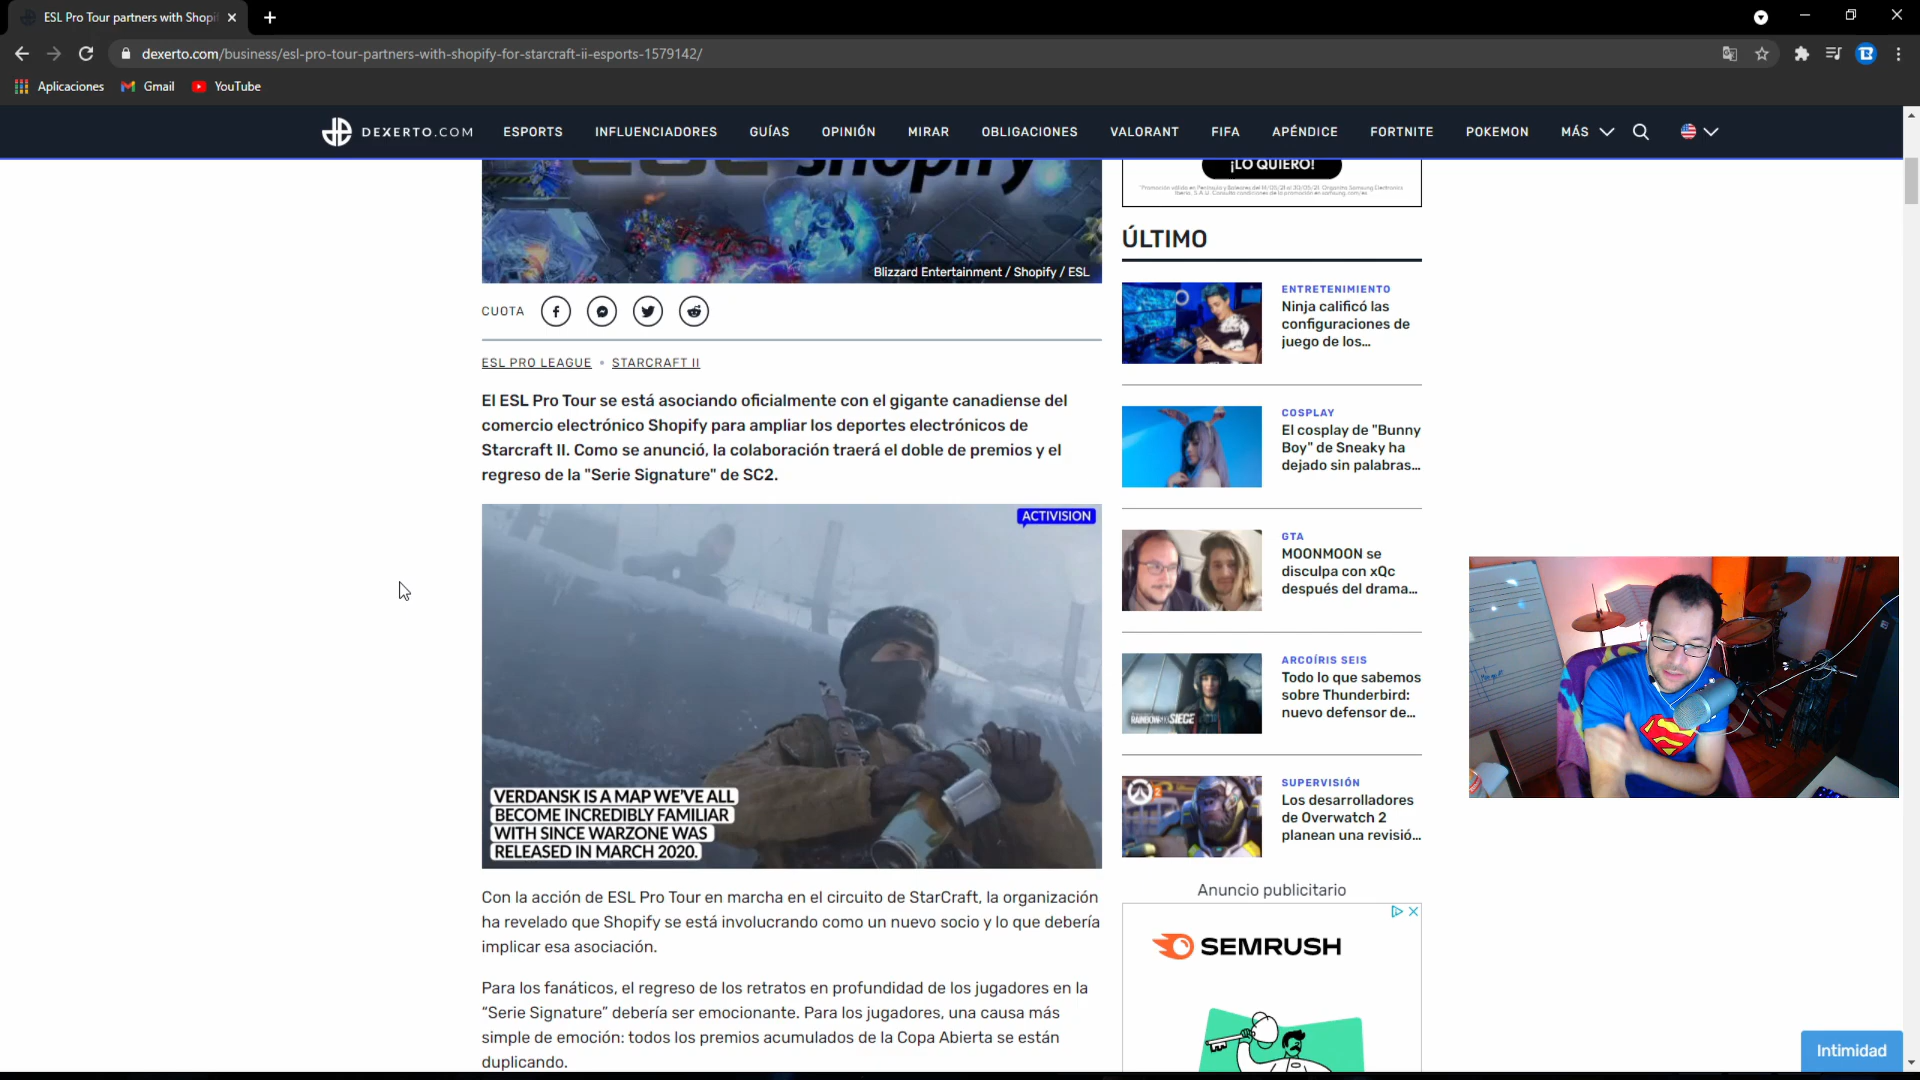 ESL Pro Tour partners with Shopi
dexerto.com/business/esl-pro-tour-partners-with-shopify-for-starcraft-ii-esports-1579142/
Aplicaciones
Gmail
YouTube
DEXERTO.COM
ESPORTS
INFLUENCIADORES
GUÍAS
OPINIÓN
MIRAR
OBLIGACIONES
VALORANT
FIFA
APÉNDICE
FORTNITE
POKEMON
MÁS
shopify
Blizzard Entertainment / Shopify / ESL
CUOTA
ESL PRO LEAGUE • STARCRAFT II
El ESL Pro Tour se está asociando oficialmente con el gigante canadiense del
comercio electrónico Shopify para ampliar los deportes electrónicos de
Starcraft II. Como se anunció, la colaboración traerá el doble de premios y el
regreso de la "Serie Signature" de SC2.
ACTIVISION
VERDANSK IS A MAP WE'VE ALL
BECOME INCREDIBLY FAMILIAR
WITH SINCE WARZONE WAS
RELEASED IN MARCH 2020.
Con la acción de ESL Pro Tour en marcha en el circuito de StarCraft, la organización
ha revelado que Shopify se está involucrando como un nuevo socio y lo que debería
implicar esa asociación.
Para los fanáticos, el regreso de los retratos en profundidad de los jugadores en la
“Serie Signature” debería ser emocionante. Para los jugadores, una causa más
simple de emoción: todos los premios acumulados de la Copa Abierta se están
duplicando.
¡LO QUIERO!
ÚLTIMO
ENTRETENIMIENTO
Ninja calificó las
configuraciones de
juego de los...
COSPLAY
El cosplay de "Bunny
Boy" de Sneaky ha
dejado sin palabras...
GTA
MOONMOON se
disculpa con xQc
después del drama...
ARCOÍRIS SEIS
Todo lo que sabemos
sobre Thunderbird:
nuevo defensor de...
SUPERVISIÓN
Los desarrolladores
de Overwatch 2
planean una revisió...
Anuncio publicitario
SEMRUSH
Intimidad